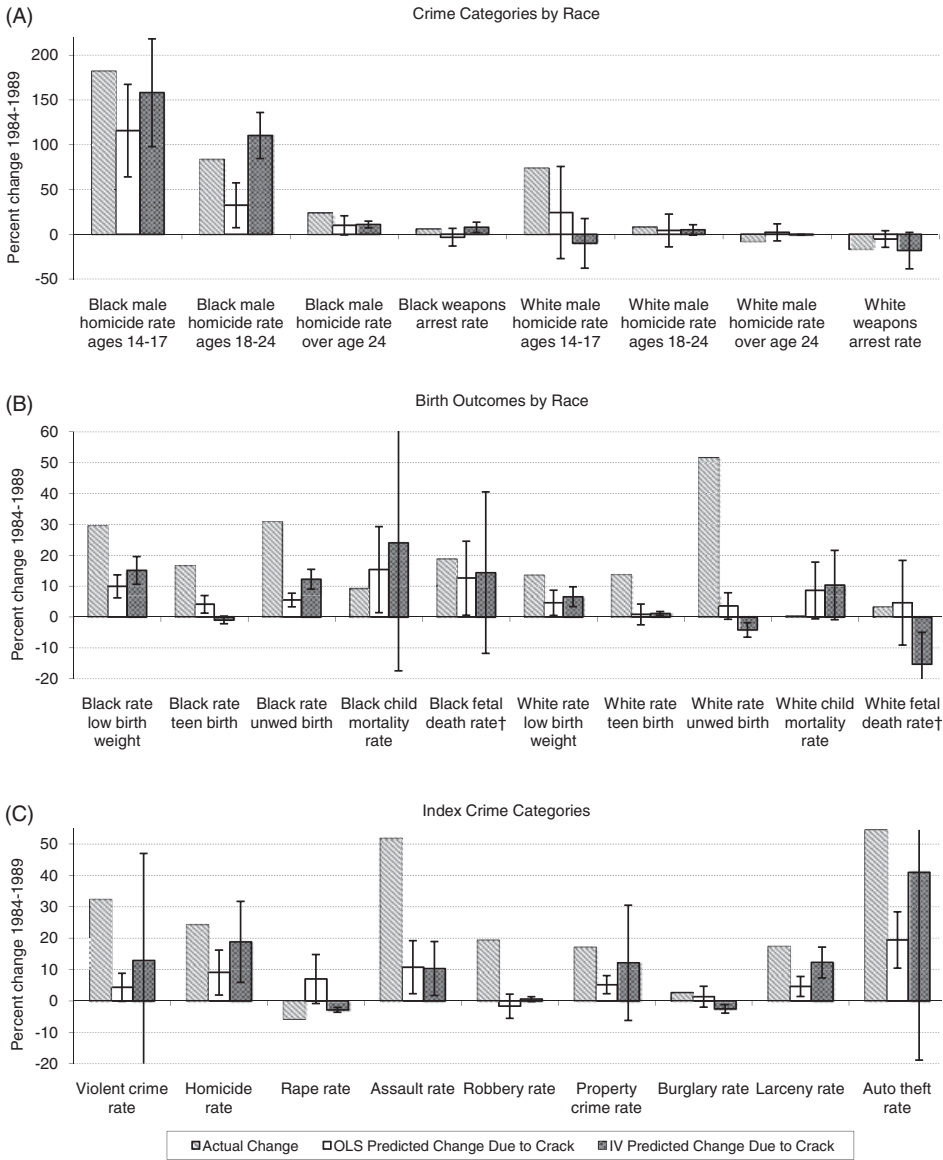 (A)
Crime Categories by Race
Percent change 1984-1989
200
150
100
50
0
-50
Black male homicide rate ages 14-17
Black male homicide rate ages 18-24
Black male homicide rate over age 24
Black weapons arrest rate
White male homicide rate ages 14-17
White male homicide rate ages 18-24
White male homicide rate over age 24
White weapons arrest rate
(B)
Birth Outcomes by Race
Percent change 1984-1989
60
50
40
30
20
10
0
-10
-20
Black rate low birth weight
Black rate teen birth
Black rate unwed birth
Black child mortality rate
Black fetal death rate†
White rate low birth weight
White rate teen birth
White rate unwed birth
White child mortality rate
White fetal death rate†
(C)
Index Crime Categories
Percent change 1984-1989
50
40
30
20
10
0
-10
-20
Violent crime rate
Homicide rate
Rape rate
Assault rate
Robbery rate
Property crime rate
Burglary rate
Larceny rate
Auto theft rate
Actual Change
OLS Predicted Change Due to Crack
IV Predicted Change Due to Crack